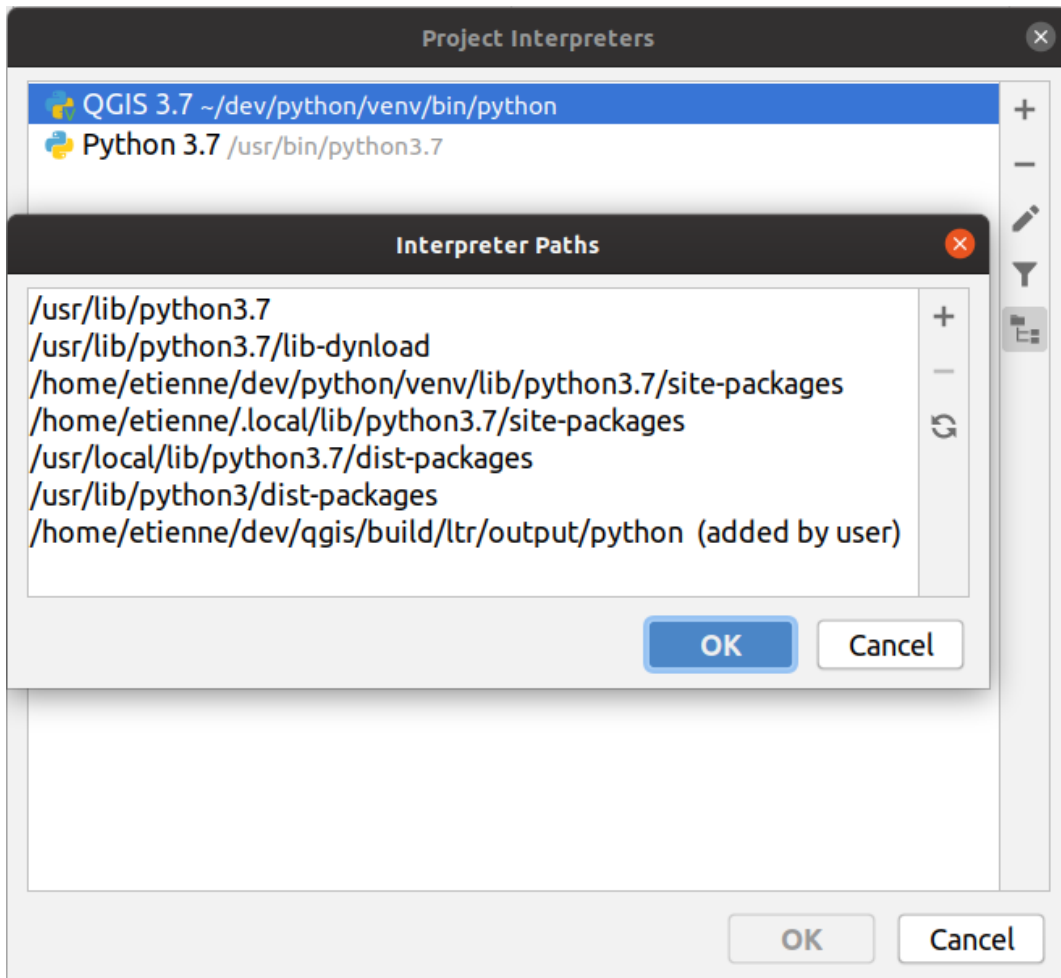 Project Interpreters
QGIS 3.7 ~/dev/python/venv/bin/python
Python 3.7 /usr/bin/python3.7
Interpreter Paths
/usr/lib/python3.7
/usr/lib/python3.7/lib-dynload
/home/etienne/dev/python/venv/lib/python3.7/site-packages
/home/etienne/.local/lib/python3.7/site-packages
/usr/local/lib/python3.7/dist-packages
/usr/lib/python3/dist-packages
/home/etienne/dev/qgis/build/ltr/output/python (added by user)
OK Cancel
OK Cancel